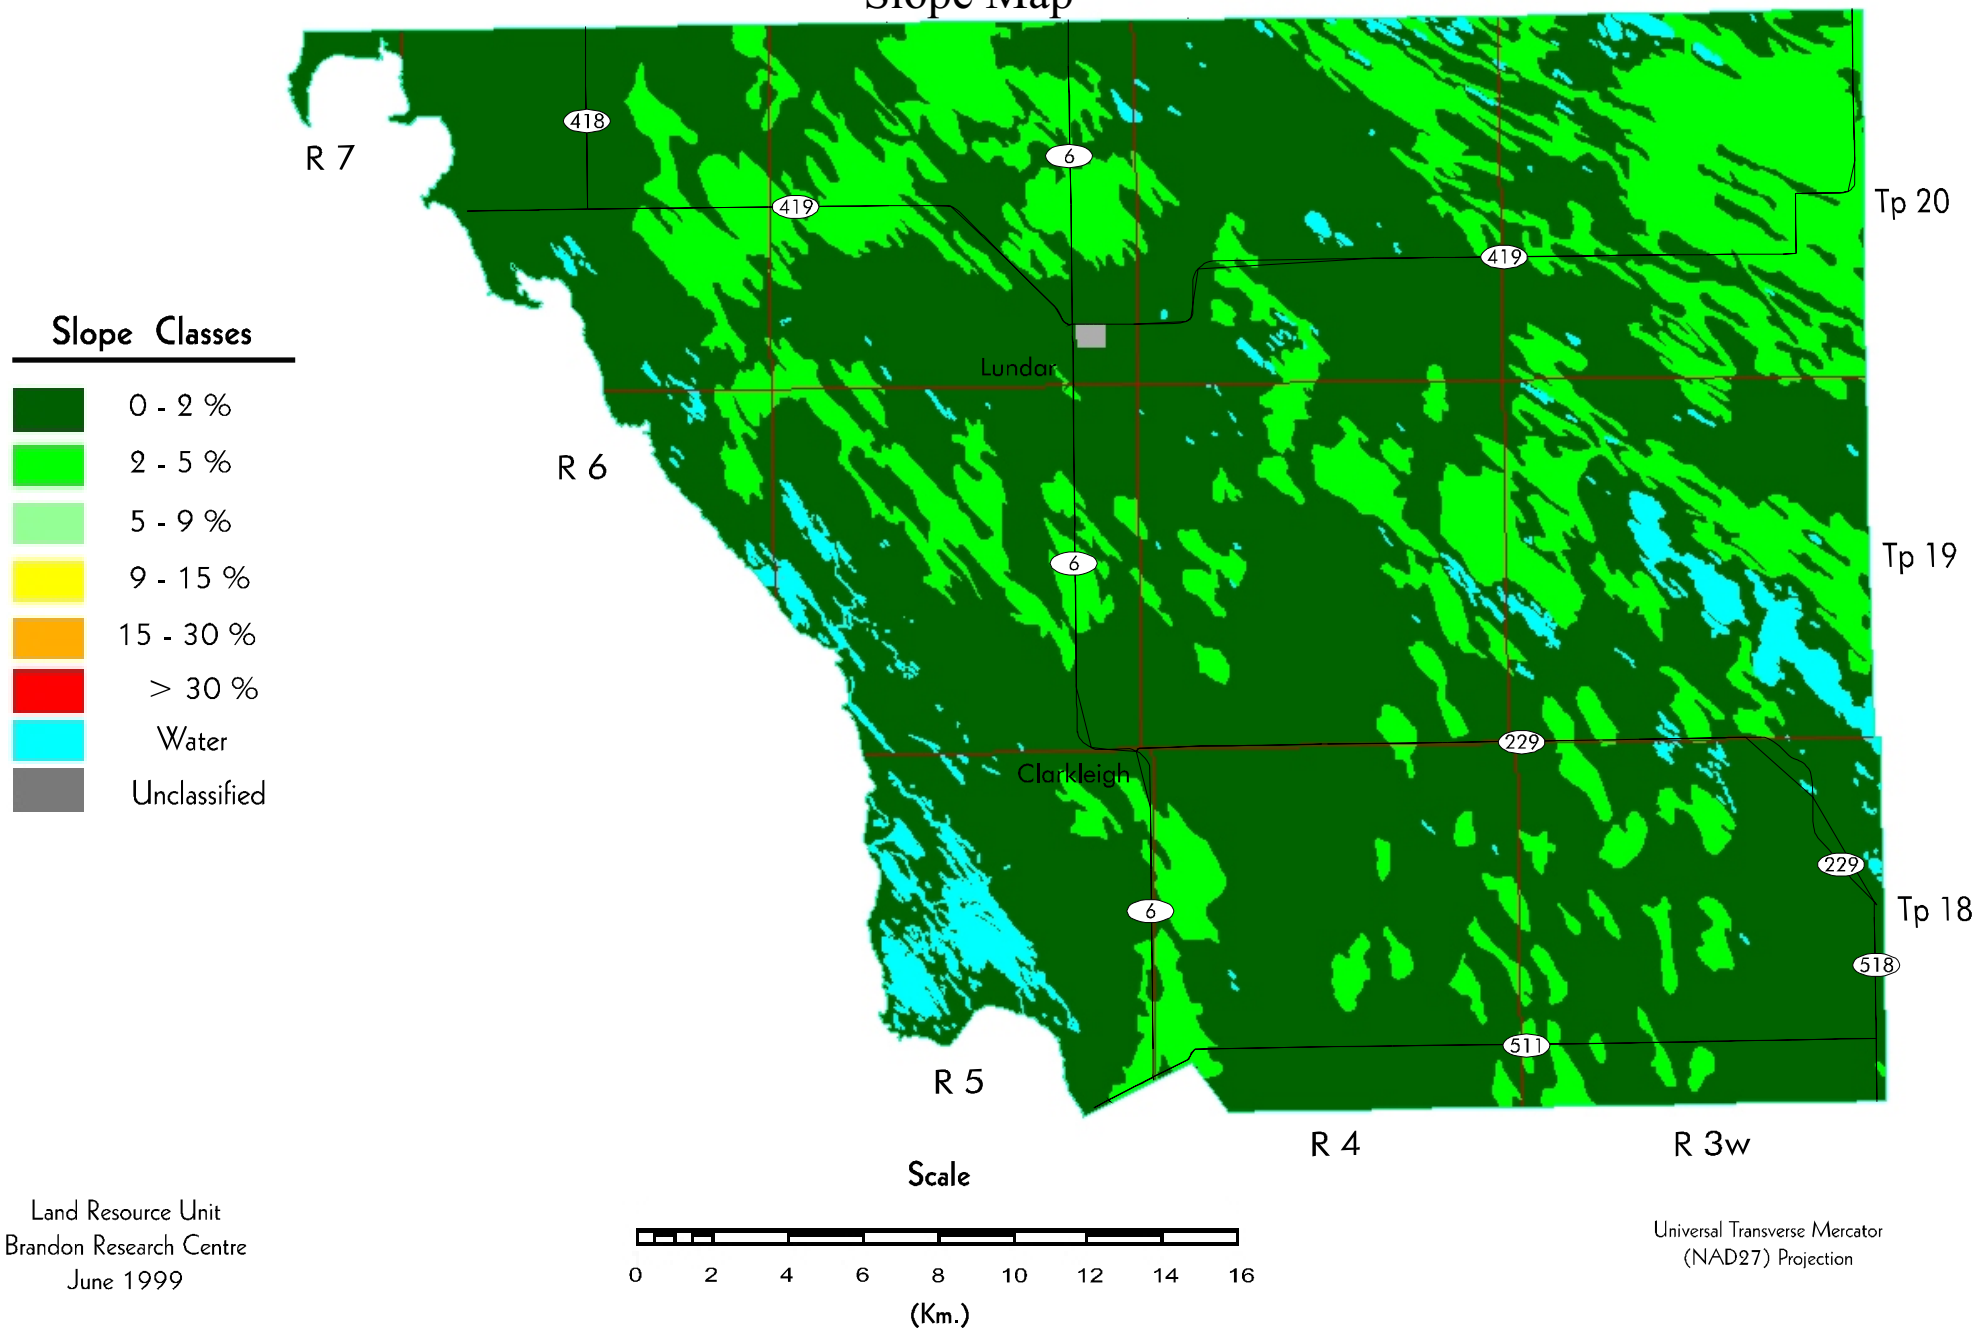 Slope Map
418
6
R 7
Tp 20
419
419
Slope Classes
Lundar
0 - 2 %
2 - 5 %
R 6
5 - 9 %
Tp 19
6
9 - 15 %
15 - 30 %
> 30 %
Water
229
Clarkleigh
Unclassified
229
6
Tp 18
518
511
R 5
R 4
R 3w
Scale
Land Resource Unit
Brandon Research Centre
June 1999
Universal Transverse Mercator
(NAD27) Projection
0 2 4 6 8 10 12 14 16
(Km.)